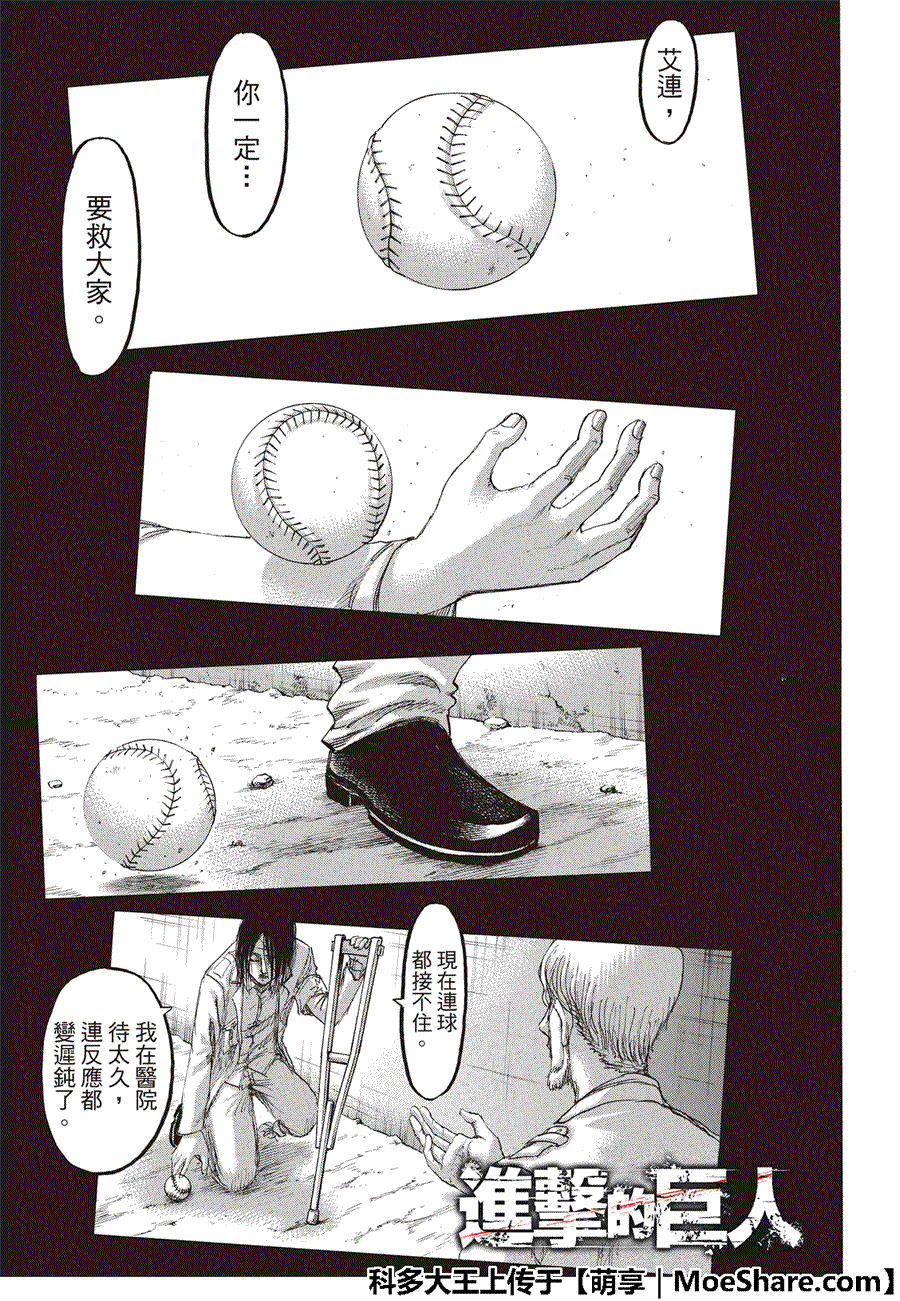 艾連，
你一定…
要救大家。
現在連球
都接不住。
我在醫院
待太久，
連反應都
變遲鈍了。
進擊的巨人
科多大王上传于【萌享｜MoeShare.com】